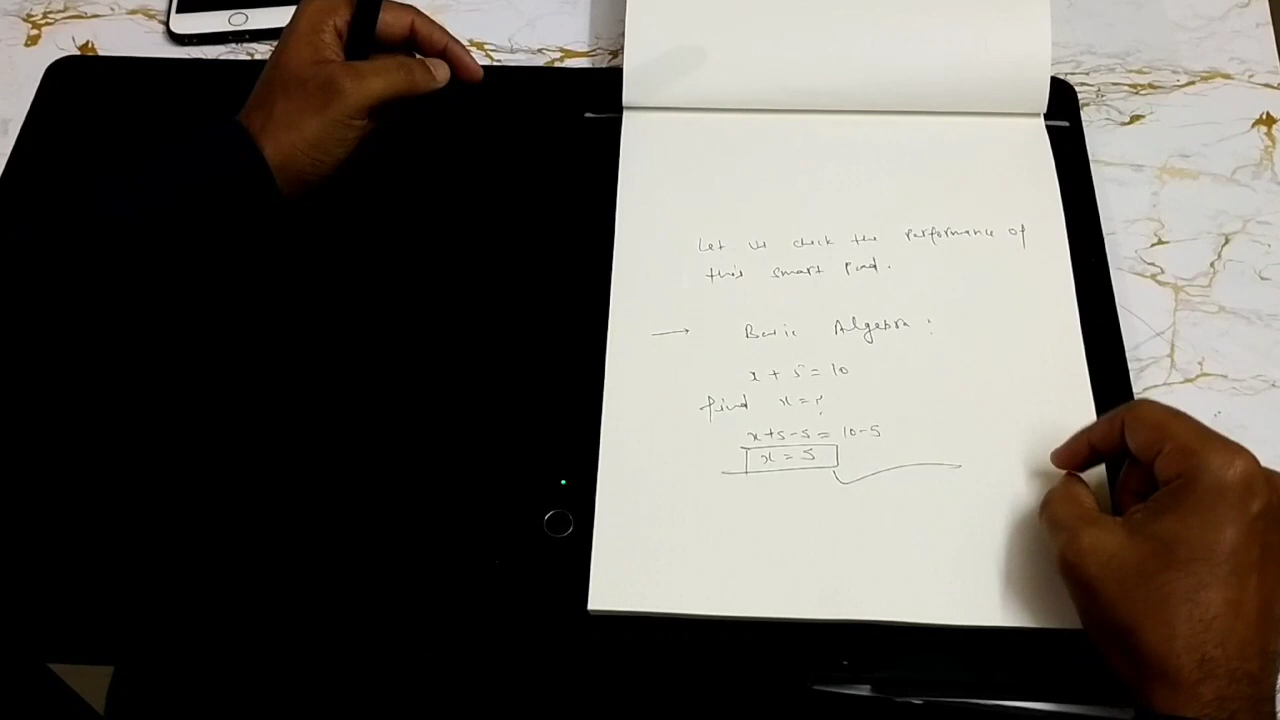 Let us check the performance of
this smart pad.
→ Basic Algebra:
x + 5 = 10
find x = ?
x+5-5 = 10-5
x = 5